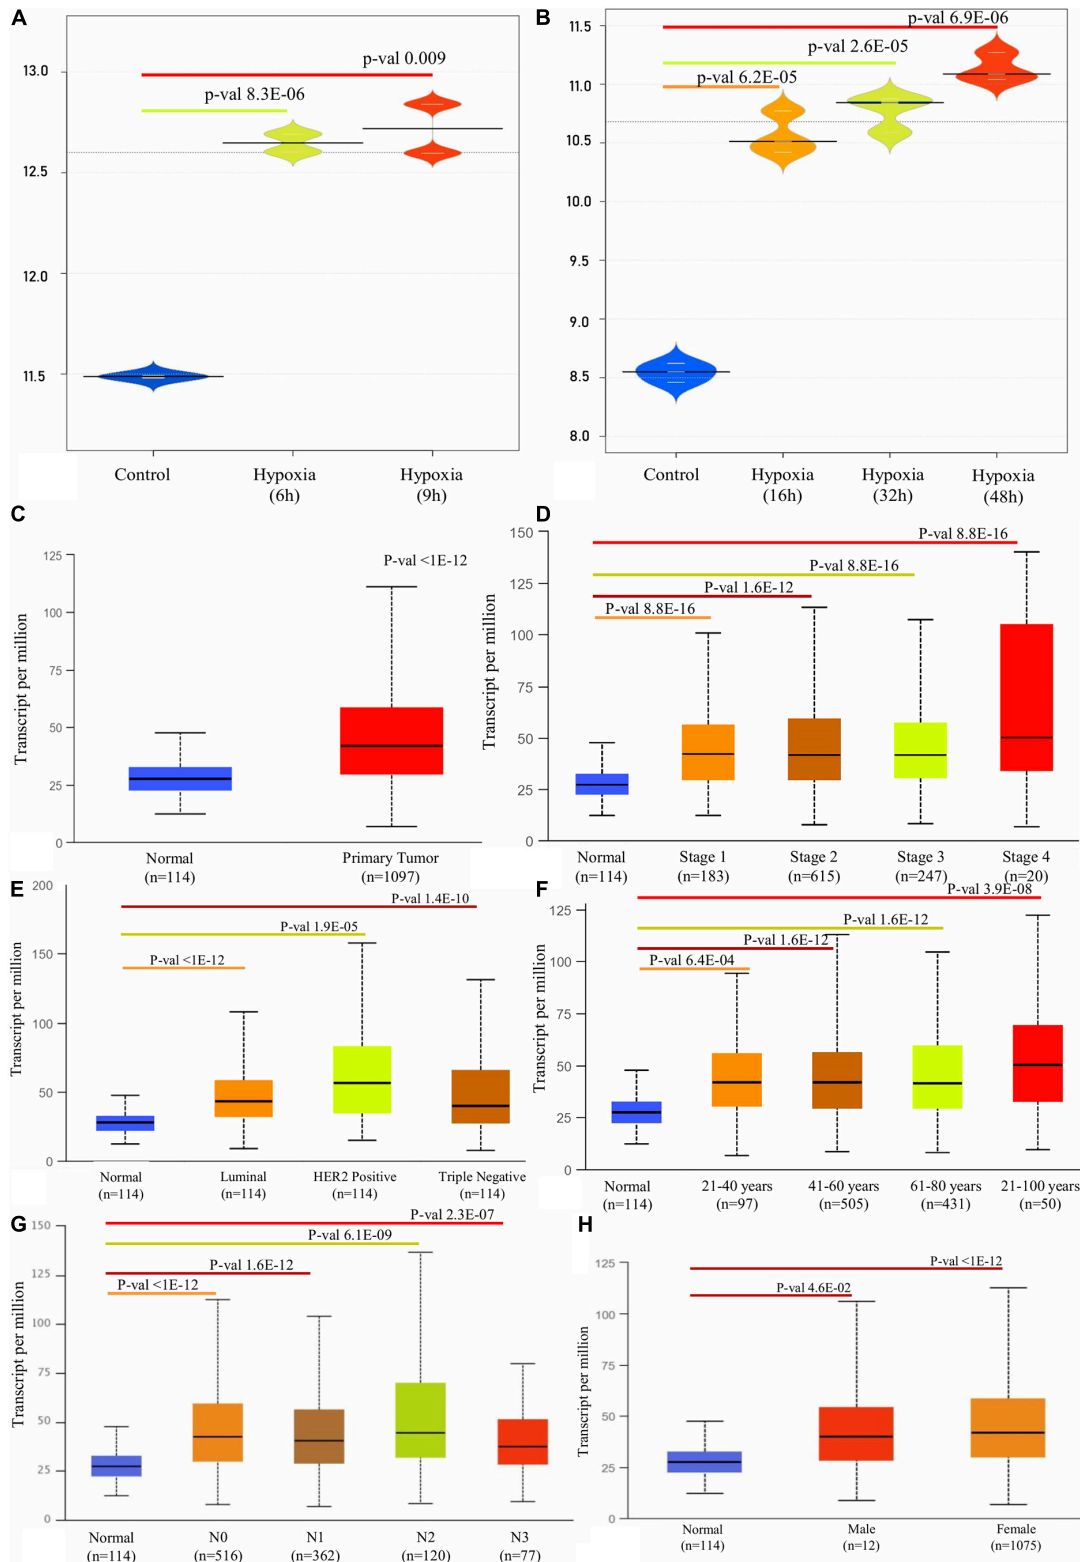 A
p-val 0.009
p-val 8.3E-06
13.0
12.5
12.0
11.5
Control
Hypoxia
(6h)
Hypoxia
(9h)
B
p-val 6.9E-06
p-val 2.6E-05
p-val 6.2E-05
11.5
11.0
10.5
10.0
9.5
9.0
8.5
8.0
Control
Hypoxia
(16h)
Hypoxia
(32h)
Hypoxia
(48h)
C
P-val <1E-12
Transcript per million
125
100
75
50
25
0
Normal
(n=114)
Primary Tumor
(n=1097)
D
P-val 8.8E-16
P-val 8.8E-16
P-val 1.6E-12
P-val 8.8E-16
Transcript per million
150
125
100
75
50
25
0
Normal
(n=114)
Stage 1
(n=183)
Stage 2
(n=615)
Stage 3
(n=247)
Stage 4
(n=20)
E
P-val 1.4E-10
P-val 1.9E-05
P-val <1E-12
Transcript per million
200
150
100
50
0
Normal
(n=114)
Luminal
(n=114)
HER2 Positive
(n=114)
Triple Negative
(n=114)
F
P-val 3.9E-08
P-val 1.6E-12
P-val 1.6E-12
P-val 6.4E-04
Transcript per million
125
100
75
50
25
0
Normal
(n=114)
21-40 years
(n=97)
41-60 years
(n=505)
61-80 years
(n=431)
21-100 years
(n=50)
G
P-val 2.3E-07
P-val 6.1E-09
P-val 1.6E-12
P-val <1E-12
Transcript per million
150
125
100
75
50
25
0
Normal
(n=114)
N0
(n=516)
N1
(n=362)
N2
(n=120)
N3
(n=77)
H
P-val <1E-12
P-val 4.6E-02
Transcript per million
125
100
75
50
25
0
Normal
(n=114)
Male
(n=12)
Female
(n=1075)